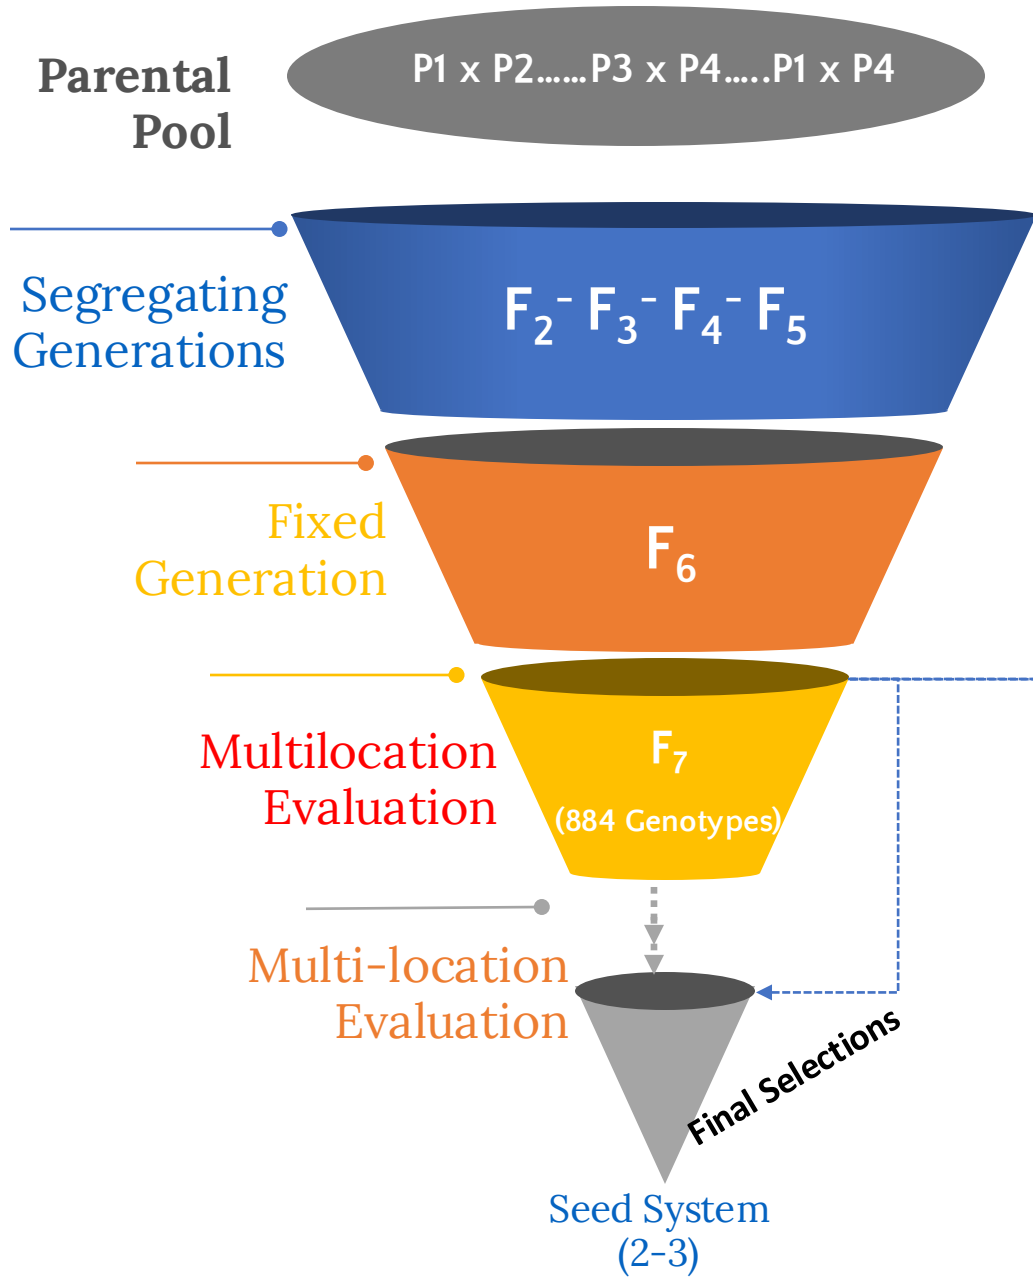 Parental
Pool
P1 x P2......P3 x P4.....P1 x P4
Segregating
Generations
F₂- F₃- F₄- F₅
Fixed
Generation
F₆
Multilocation
Evaluation
F₇
(884 Genotypes)
Multi-location
Evaluation
Final Selections
Seed System
(2-3)